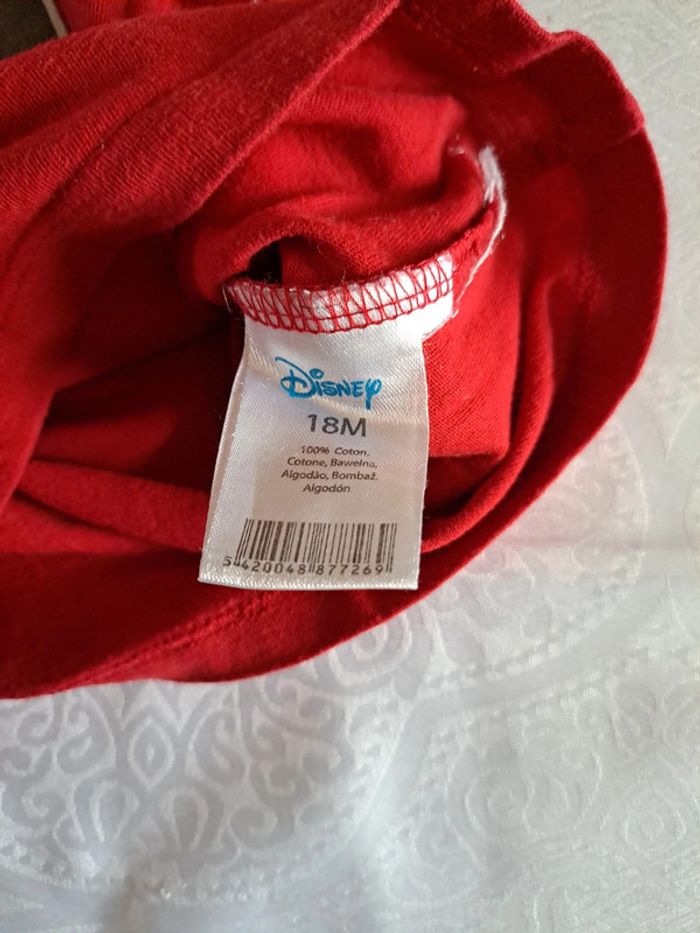 Disney
18M
100% Coton,
Cotone, Bawełna,
Algodão, Bombaž,
Algodón
5420048877269